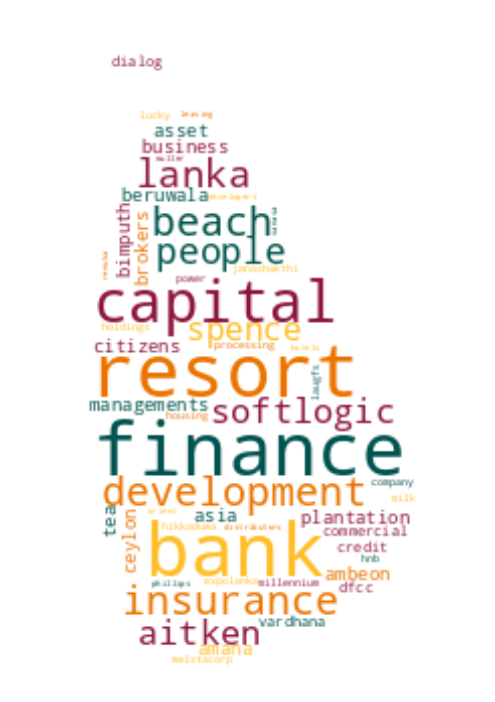 dialog
lucky leasing
asset
business
muller
lanka
beruwala developers
bimputh
brokers
beach
people
renuka
janashakthi
power
capital
holdings
spence
citizens
processing
hotels
resort
laugfs
managements
softlogic
housing
finance
development
company
milk
tea
ceylon
asia
plantation
hikkaduwa
distributors
commercial
bank
credit
hnb
ambeon
phillips
expolanka
millennium
dfcc
insurance
vardhana
aitken
amana
melstacorp